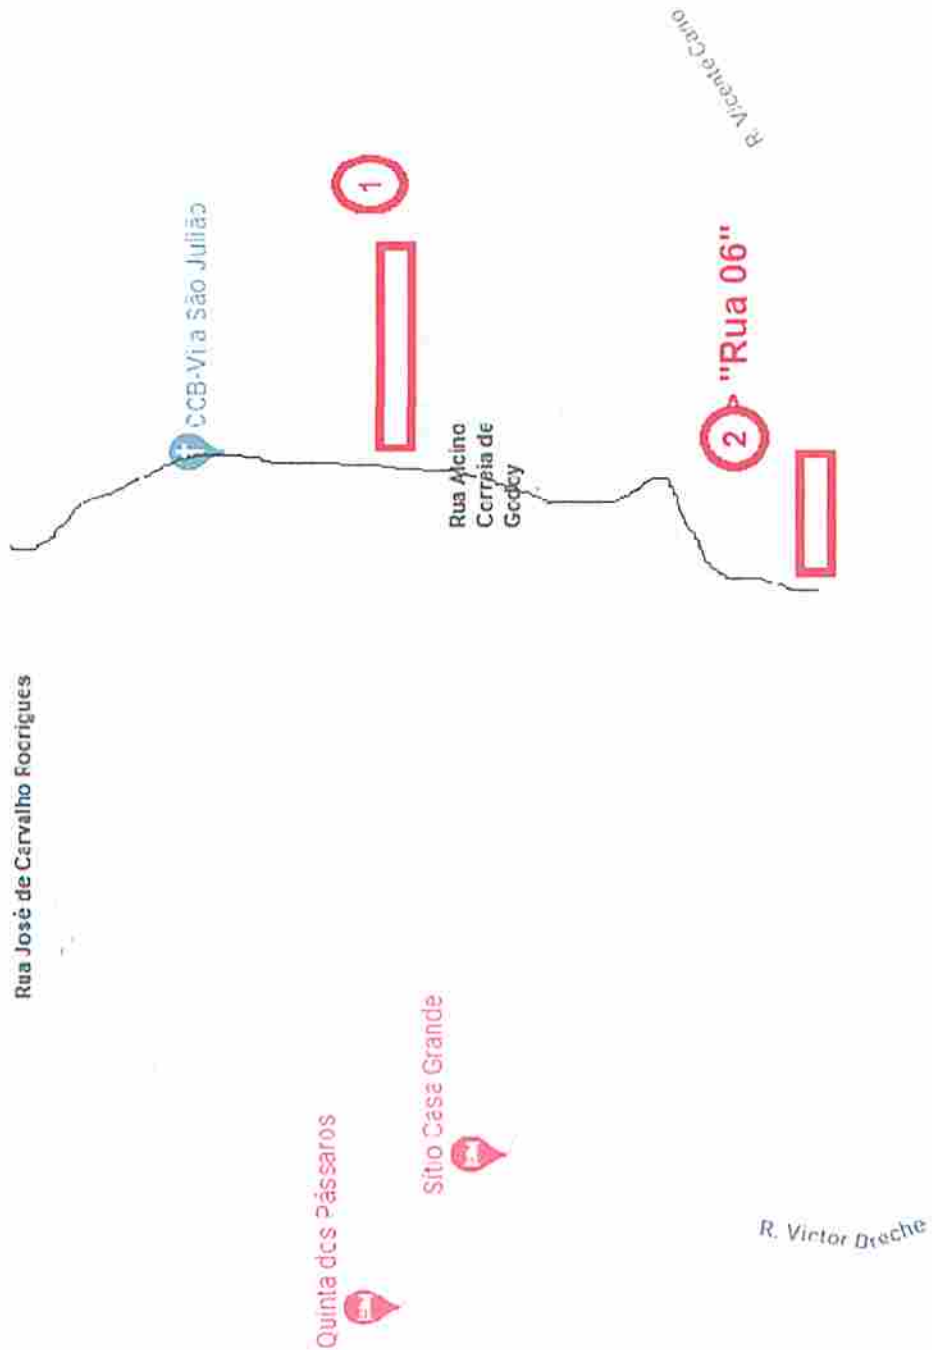 Rua José de Carvalho Rodrigues
CCB-Vila São Julião
1
R. Vicente Cano
Rua Alcino
Correia de
Godoy
2 > "Rua 06"
Quinta dos Pássaros
Sítio Casa Grande
R. Victor Dreche